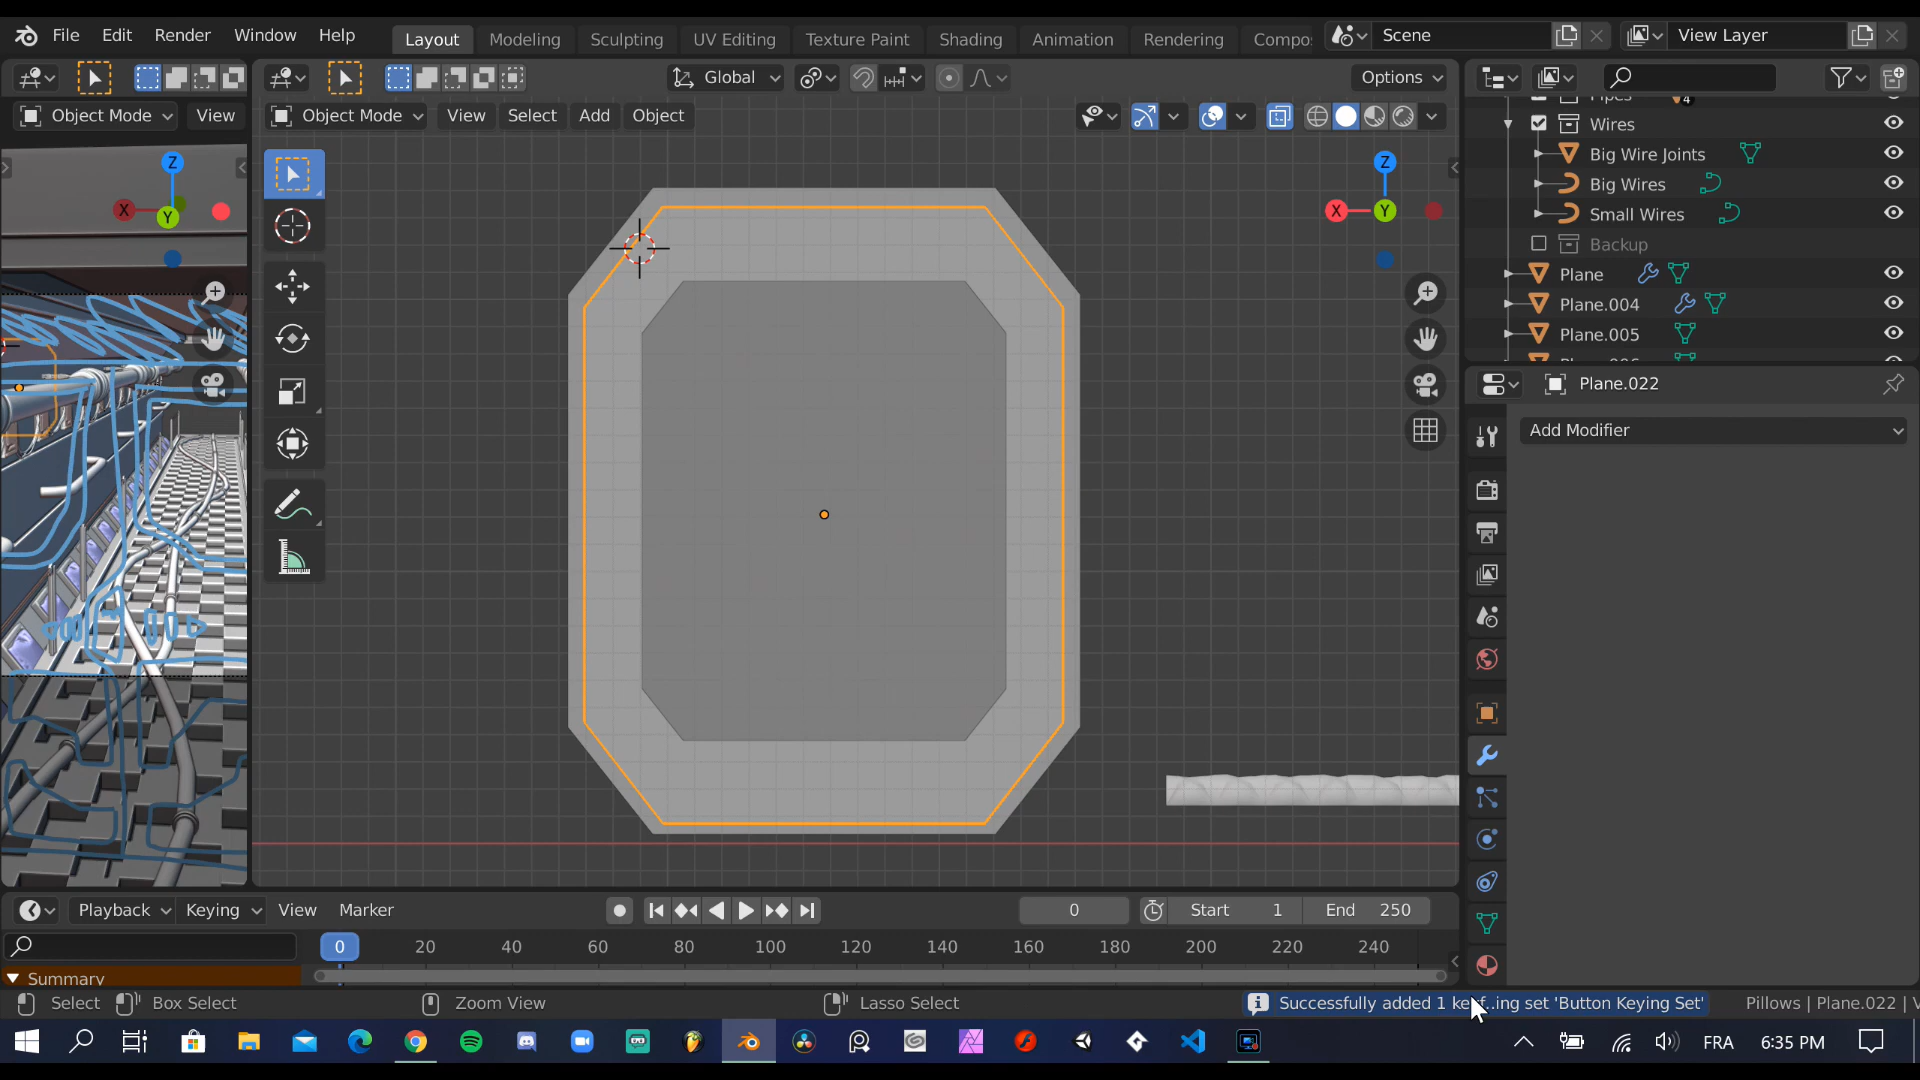 File Edit Render Window Help Layout Modeling Sculpting UV Editing Texture Paint Shading Animation Rendering Compo Scene View Layer
Global Options
Object Mode View Object Mode View Select Add Object
Pipes 4
Wires
Big Wire Joints
Big Wires
Small Wires
Backup
Plane
Plane.004
Plane.005
Z
X
Y
Z
X
Y
Plane.022
Add Modifier
Playback Keying View Marker 0 Start 1 End 250
0 20 40 60 80 100 120 140 160 180 200 220 240
Summary
Select Box Select Zoom View Lasso Select Successfully added 1 ing set 'Button Keying Set' Pillows | Plane.022 |
FRA 6:35 PM